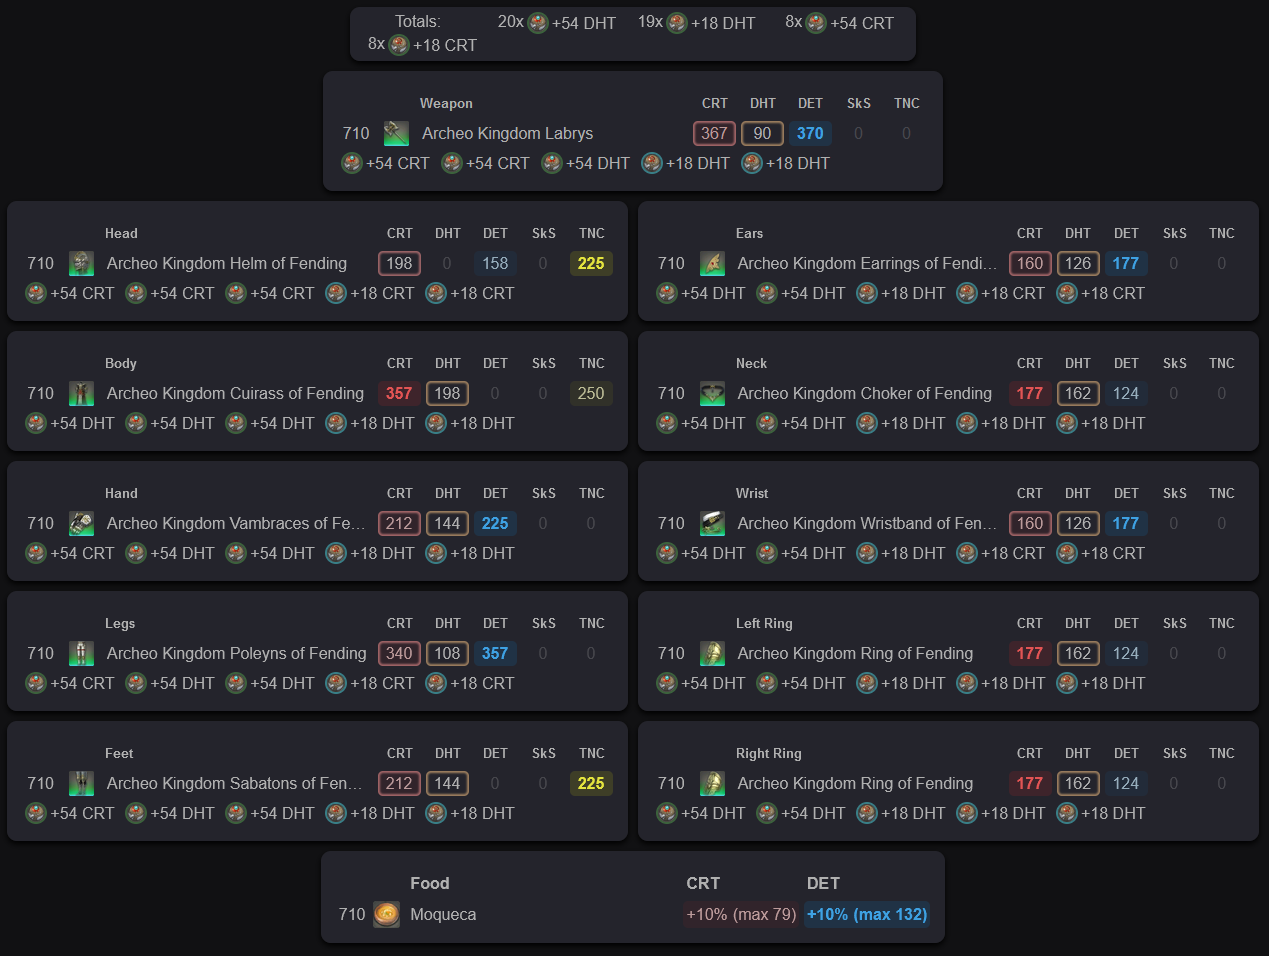 Totals: 20x +54 DHT 19x +18 DHT 8x +54 CRT
8x +18 CRT
Weapon CRT DHT DET SkS TNC
710 Archeo Kingdom Labrys 367 90 370 0 0
+54 CRT +54 CRT +54 DHT +18 DHT +18 DHT
Head CRT DHT DET SkS TNC
710 Archeo Kingdom Helm of Fending 198 0 158 0 225
+54 CRT +54 CRT +54 CRT +18 CRT +18 CRT
Ears CRT DHT DET SkS TNC
710 Archeo Kingdom Earrings of Fendi... 160 126 177 0 0
+54 DHT +54 DHT +18 DHT +18 CRT +18 CRT
Body CRT DHT DET SkS TNC
710 Archeo Kingdom Cuirass of Fending 357 198 0 0 250
+54 DHT +54 DHT +54 DHT +18 DHT +18 DHT
Neck CRT DHT DET SkS TNC
710 Archeo Kingdom Choker of Fending 177 162 124 0 0
+54 DHT +54 DHT +18 DHT +18 DHT +18 DHT
Hand CRT DHT DET SkS TNC
710 Archeo Kingdom Vambraces of Fe... 212 144 225 0 0
+54 CRT +54 DHT +54 DHT +18 DHT +18 DHT
Wrist CRT DHT DET SkS TNC
710 Archeo Kingdom Wristband of Fen... 160 126 177 0 0
+54 DHT +54 DHT +18 DHT +18 CRT +18 CRT
Legs CRT DHT DET SkS TNC
710 Archeo Kingdom Poleyns of Fending 340 108 357 0 0
+54 CRT +54 DHT +54 DHT +18 CRT +18 CRT
Left Ring CRT DHT DET SkS TNC
710 Archeo Kingdom Ring of Fending 177 162 124 0 0
+54 DHT +54 DHT +18 DHT +18 DHT +18 DHT
Feet CRT DHT DET SkS TNC
710 Archeo Kingdom Sabatons of Fen... 212 144 0 0 225
+54 CRT +54 DHT +54 DHT +18 DHT +18 DHT
Right Ring CRT DHT DET SkS TNC
710 Archeo Kingdom Ring of Fending 177 162 124 0 0
+54 DHT +54 DHT +18 DHT +18 DHT +18 DHT
Food CRT DET
710 Moqueca +10% (max 79) +10% (max 132)